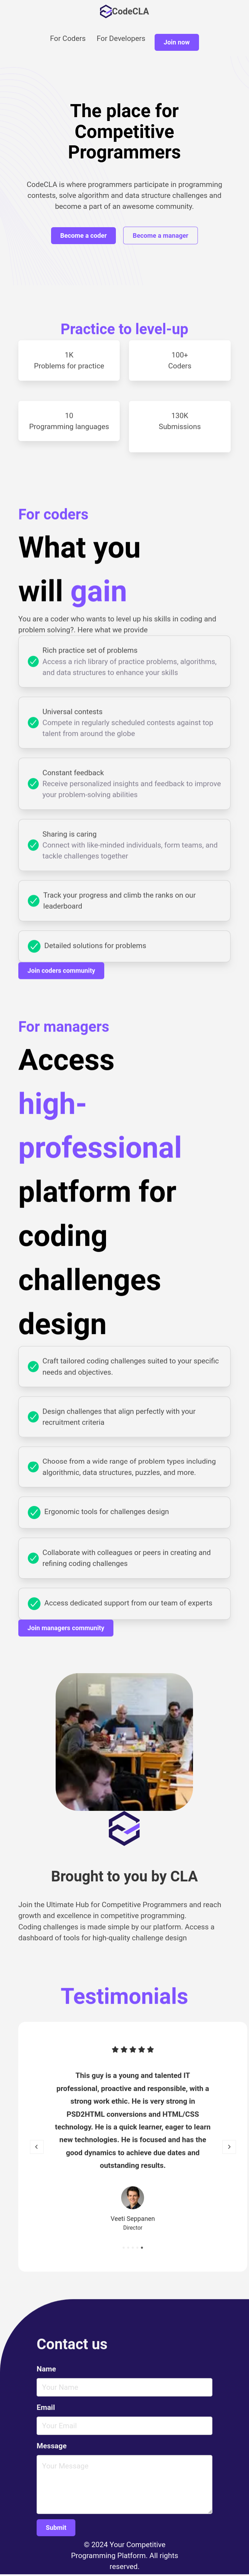 CodeCLA
For Coders
For Developers
Join now
The place for
Competitive
Programmers
CodeCLA is where programmers participate in programming
contests, solve algorithm and data structure challenges and
become a part of an awesome community.
Become a coder
Become a manager
Practice to level-up
1K
Problems for practice
100+
Coders
10
Programming languages
130K
Submissions
For coders
What you
will gain
You are a coder who wants to level up his skills in coding and
problem solving?. Here what we provide
Rich practice set of problems
Access a rich library of practice problems, algorithms,
and data structures to enhance your skills
Universal contests
Compete in regularly scheduled contests against top
talent from around the globe
Constant feedback
Receive personalized insights and feedback to improve
your problem-solving abilities
Sharing is caring
Connect with like-minded individuals, form teams, and
tackle challenges together
Track your progress and climb the ranks on our
leaderboard
Detailed solutions for problems
Join coders community
For managers
Access
high-
professional
platform for
coding
challenges
design
Craft tailored coding challenges suited to your specific
needs and objectives.
Design challenges that align perfectly with your
recruitment criteria
Choose from a wide range of problem types including
algorithmic, data structures, puzzles, and more.
Ergonomic tools for challenges design
Collaborate with colleagues or peers in creating and
refining coding challenges
Access dedicated support from our team of experts
Join managers community
Brought to you by CLA
Join the Ultimate Hub for Competitive Programmers and reach
growth and excellence in competitive programming.
Coding challenges is made simple by our platform. Access a
dashboard of tools for high-quality challenge design
Testimonials
This guy is a young and talented IT
professional, proactive and responsible, with a
strong work ethic. He is very strong in
PSD2HTML conversions and HTML/CSS
technology. He is a quick learner, eager to learn
new technologies. He is focused and has the
good dynamics to achieve due dates and
outstanding results.
Veeti Seppanen
Director
Contact us
Name
Your Name
Email
Your Email
Message
Your Message
Submit
© 2024 Your Competitive
Programming Platform. All rights
reserved.